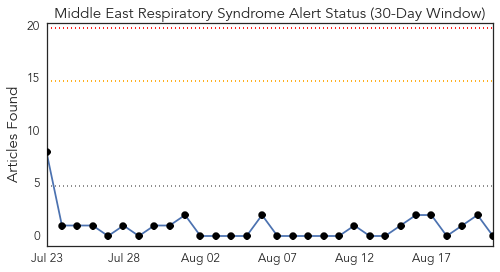 Middle East Respiratory Syndrome Alert Status (30-Day Window)
Articles Found
20
15
10
5
0
Jul 23 Jul 28 Aug 02 Aug 07 Aug 12 Aug 17